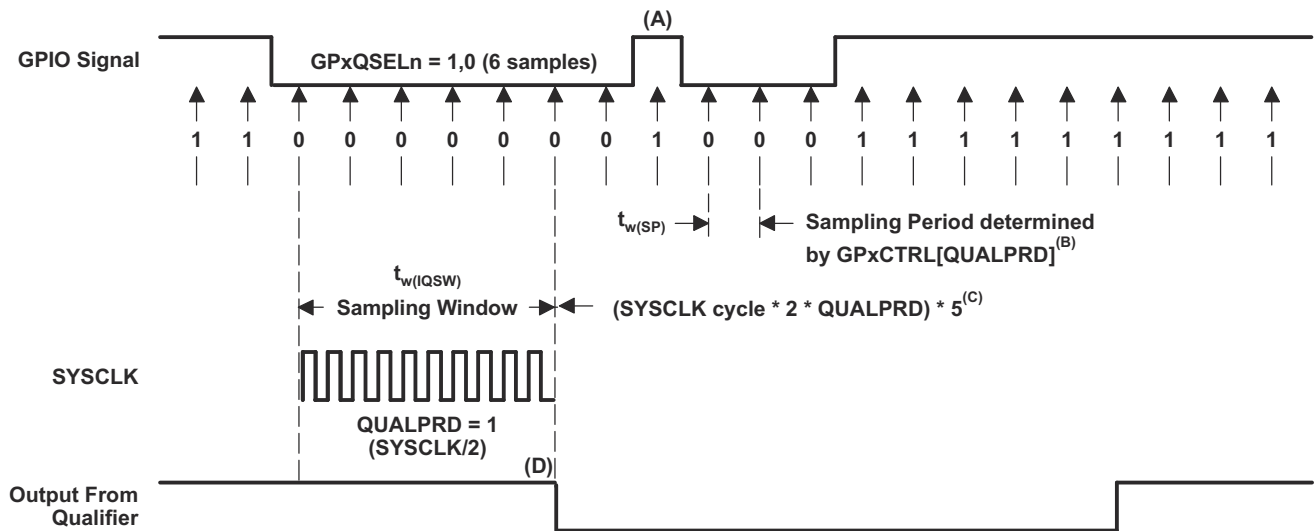 (A)
GPIO Signal
GPxQSELn = 1,0 (6 samples)
1 1 0 0 0 0 0 0 0 1 0 0 0 1 1 1 1 1 1 1 1 1
tw(SP)
Sampling Period determined
by GPxCTRL[QUALPRD](B)
tw(IQSW)
Sampling Window
(SYSCLK cycle * 2 * QUALPRD) * 5(C)
SYSCLK
QUALPRD = 1
(SYSCLK/2)
(D)
Output From
Qualifier